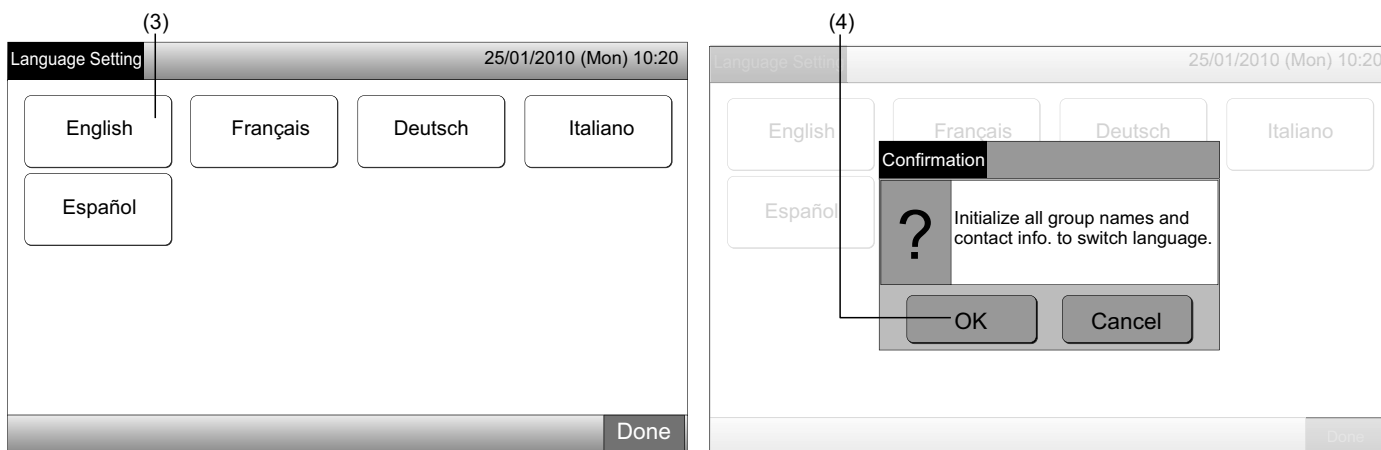 (3)
Language Setting 25/01/2010 (Mon) 10:20
English Français Deutsch Italiano
Español
Done
(4)
Language Setting 25/01/2010 (Mon) 10:20
English Français Deutsch Italiano
Español
Confirmation
? Initialize all group names and
contact info. to switch language.
OK Cancel
Done